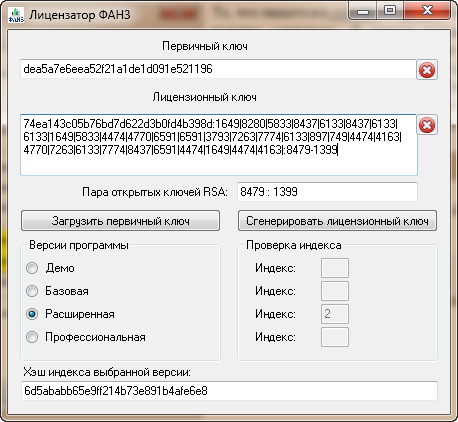 ФАНЗ Лицензатор ФАНЗ
Первичный ключ
dea5a7e6eea52f21a1de1d091e521196
Лицензионный ключ
74ea143c05b76bd7d622d3b0fd4b398d:1649|8280|5833|8437|6133|8437|6133|
6133|1649|5833|4474|4770|6591|6591|3793|7263|7774|6133|897|749|4474|4163|
4770|7263|6133|7774|8437|6591|4474|1649|4474|4163|:8479-1399
Пара открытых ключей RSA: 8479 : 1399
Загрузить первичный ключ Сгенерировать лицензионный ключ
Версии программы Проверка индекса
Демо Индекс:
Базовая Индекс:
Расширенная Индекс: 2
Профессиональная Индекс:
Хэш индекса выбранной версии:
6d5ababb65e9ff214b73e891b4afe6e8